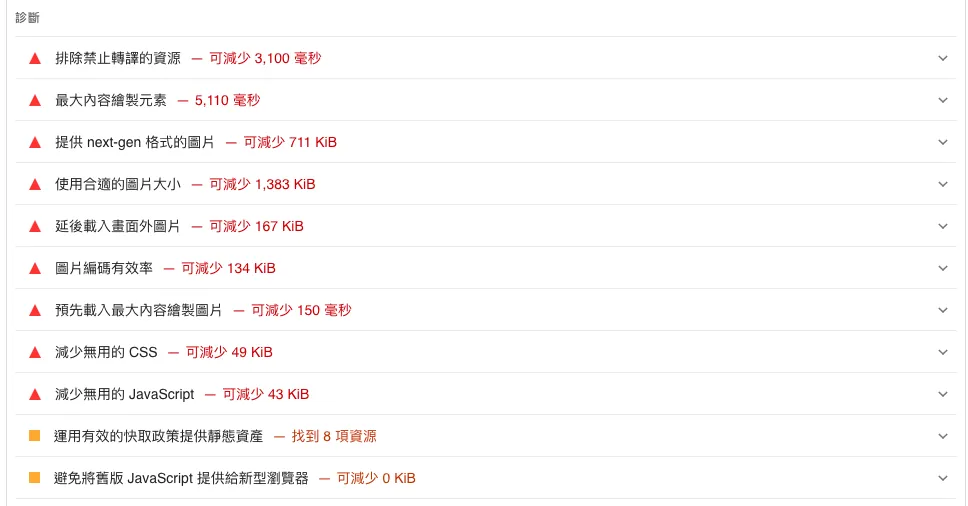 診斷
排除禁止轉譯的資源 — 可減少 3,100 毫秒
最大內容繪製元素 — 5,110 毫秒
提供 next-gen 格式的圖片 — 可減少 711 KiB
使用合適的圖片大小 — 可減少 1,383 KiB
延後載入畫面外圖片 — 可減少 167 KiB
圖片編碼有效率 — 可減少 134 KiB
預先載入最大內容繪製圖片 — 可減少 150 毫秒
減少無用的 CSS — 可減少 49 KiB
減少無用的 JavaScript — 可減少 43 KiB
運用有效的快取政策提供靜態資產 — 找到 8 項資源
避免將舊版 JavaScript 提供給新型瀏覽器 — 可減少 0 KiB